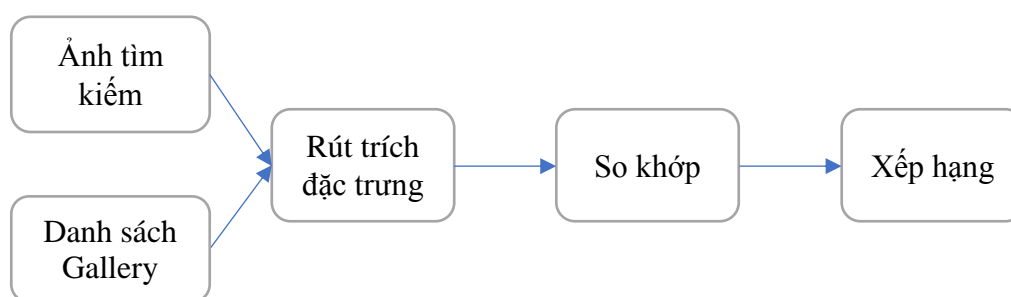 Ảnh tìm
kiếm
Danh sách
Gallery
Rút trích
đặc trưng
So khớp
Xếp hạng